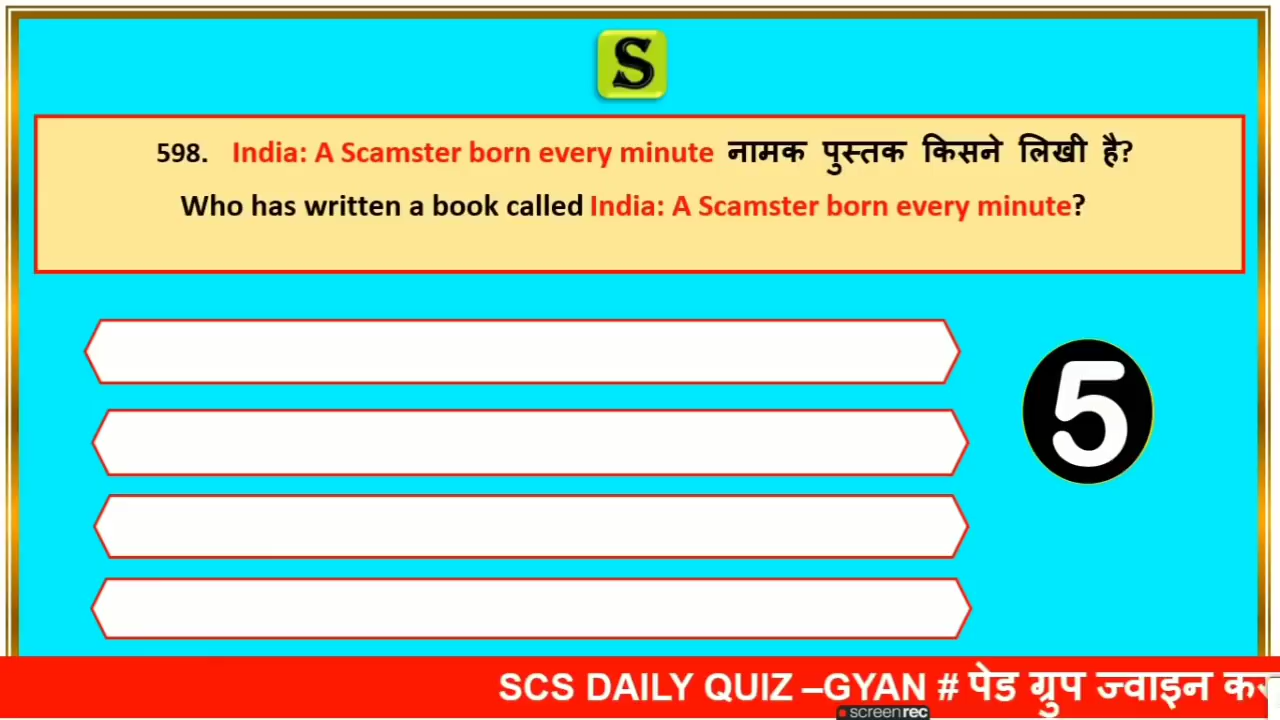 S
598. India: A Scamster born every minute नामक पुस्तक किसने लिखी है?
Who has written a book called India: A Scamster born every minute?
5
SCS DAILY QUIZ –GYAN # पेड ग्रुप ज्वाइन
screenrec